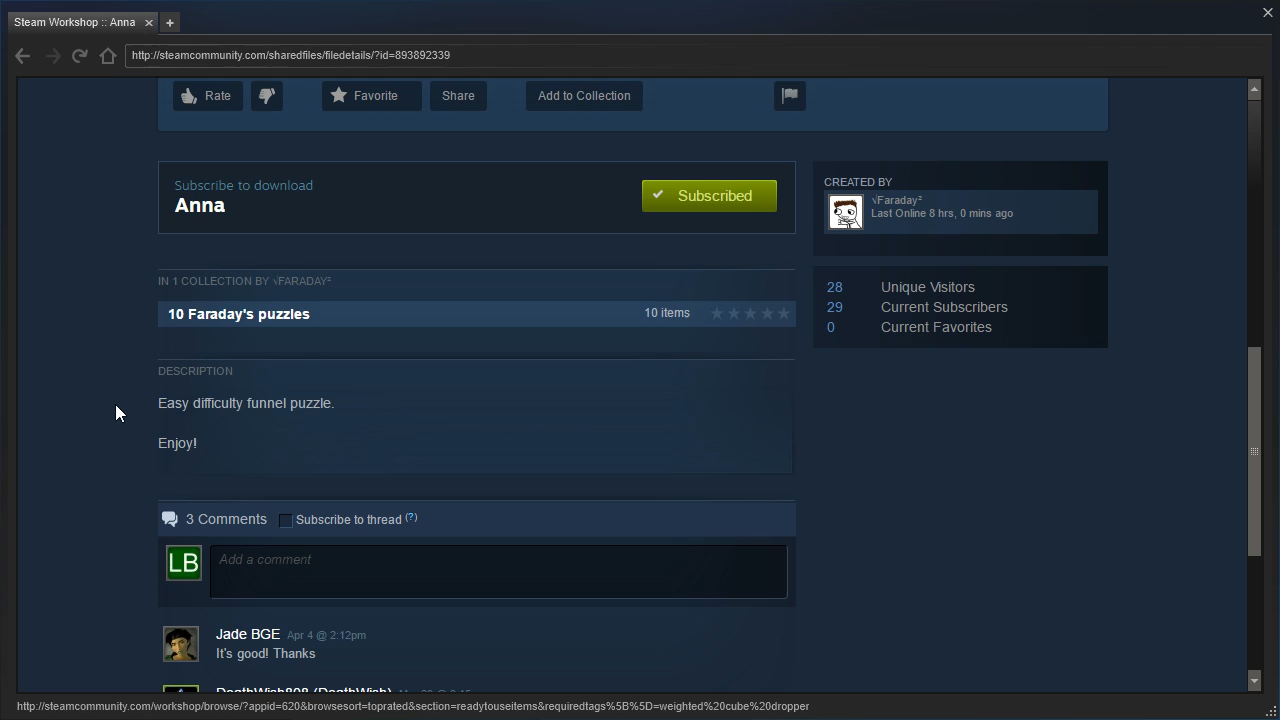 Steam Workshop :: Anna
http://steamcommunity.com/sharedfiles/filedetails/?id=893892339
Rate
Favorite
Share
Add to Collection
Subscribe to download
Anna
Subscribed
CREATED BY
√Faraday²
Last Online 8 hrs, 0 mins ago
IN 1 COLLECTION BY √FARADAY²
10 Faraday's puzzles
10 items
28 Unique Visitors
29 Current Subscribers
0 Current Favorites
DESCRIPTION
Easy difficulty funnel puzzle.
Enjoy!
3 Comments
Subscribe to thread (?)
LB
Add a comment
Jade BGE Apr 4 @ 2:12pm
It's good! Thanks
DeathWish808 (DeathWish)
http://steamcommunity.com/workshop/browse/?appid=620&browsesort=toprated&section=readytouseitems&requiredtags%5B%5D=weighted%20cube%20dropper